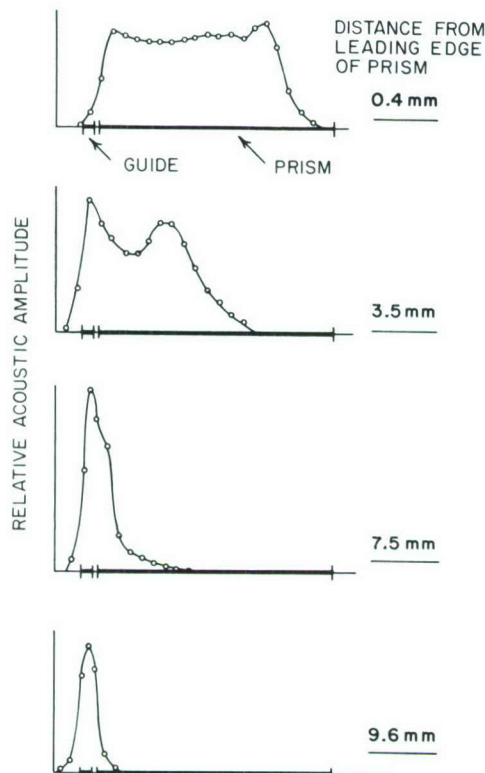 DISTANCE FROM
LEADING EDGE
OF PRISM
0.4 mm
GUIDE
PRISM
RELATIVE ACOUSTIC AMPLITUDE
3.5 mm
7.5 mm
9.6 mm